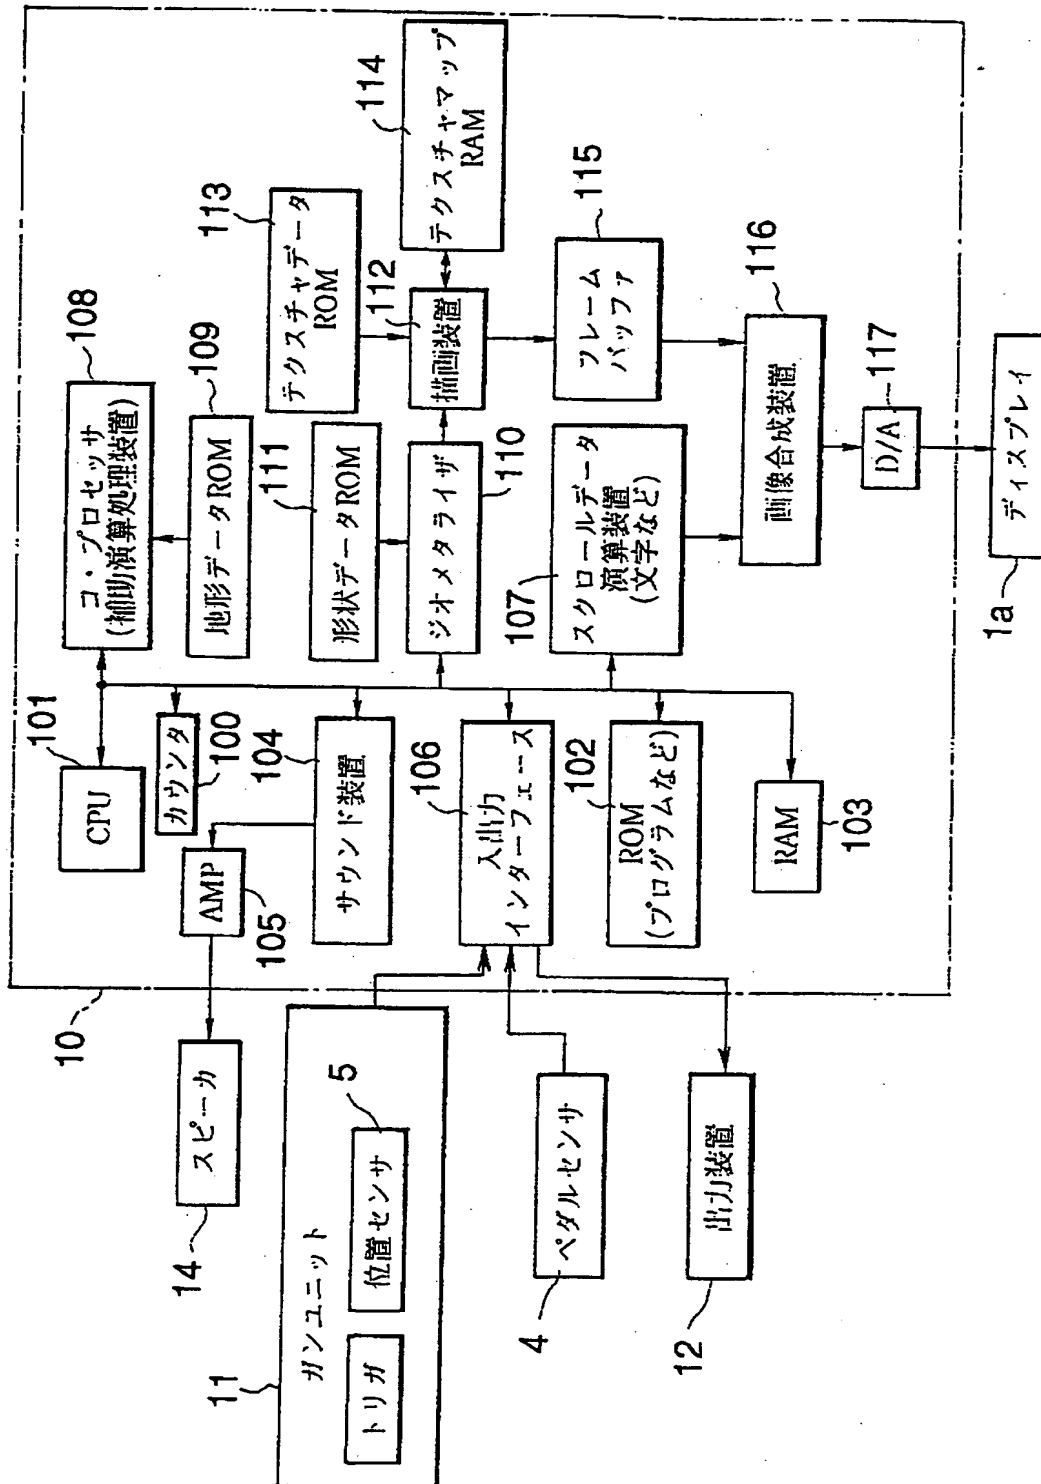 10
11
ガンユニット
トリガ
位置センサ
5
14
スピーカ
4
ペダルセンサ
12
出力装置
101
CPU
カウンタ
100
AMP
105
104
サウンド装置
106
入出力
インターフェース
102
ROM
(プログラムなど)
RAM
103
108
コ・プロセッサ
(補助演算処理装置)
109
地形データROM
111
形状データROM
ジオメタライザ
110
107
スクロールデータ
演算装置
(文字など)
113
テクスチャデータ
ROM
112
描画装置
114
テクスチャマップ
RAM
115
フレーム
バッファ
116
画像合成装置
117
D/A
1a
ディスプレイ